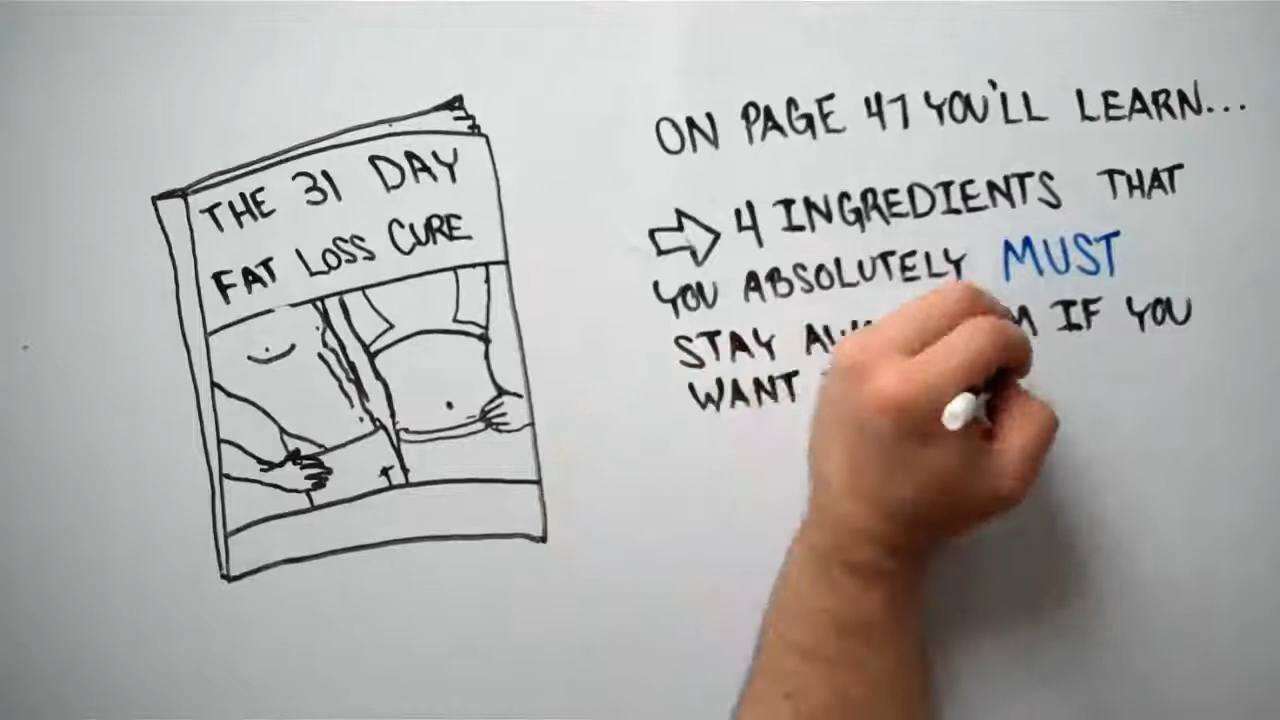 THE 31 DAY
FAT LOSS CURE
ON PAGE 47 YOU'LL LEARN...
4 INGREDIENTS THAT
YOU ABSOLUTELY MUST
STAY IF YOU
WANT